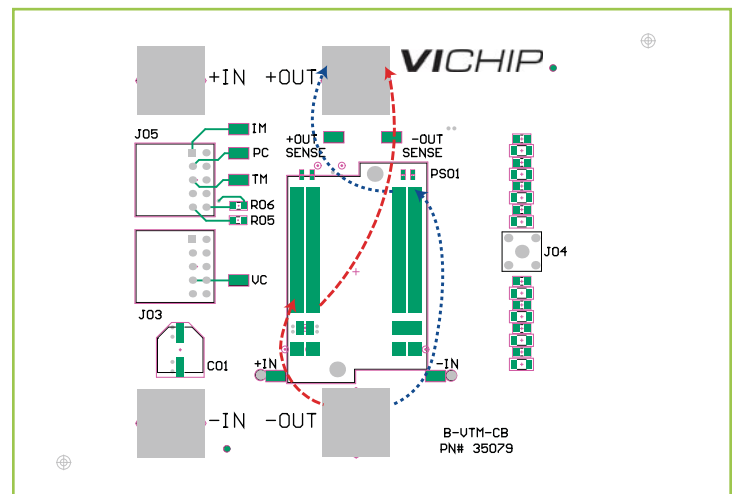 +IN +OUT VICHIP
J05
IM
PC
TM
R06
R05
+OUT
SENSE
-OUT
SENSE
PS01
J04
VC
J03
C01
+IN
-IN
-IN -OUT
B-VTM-CB
PN# 35079